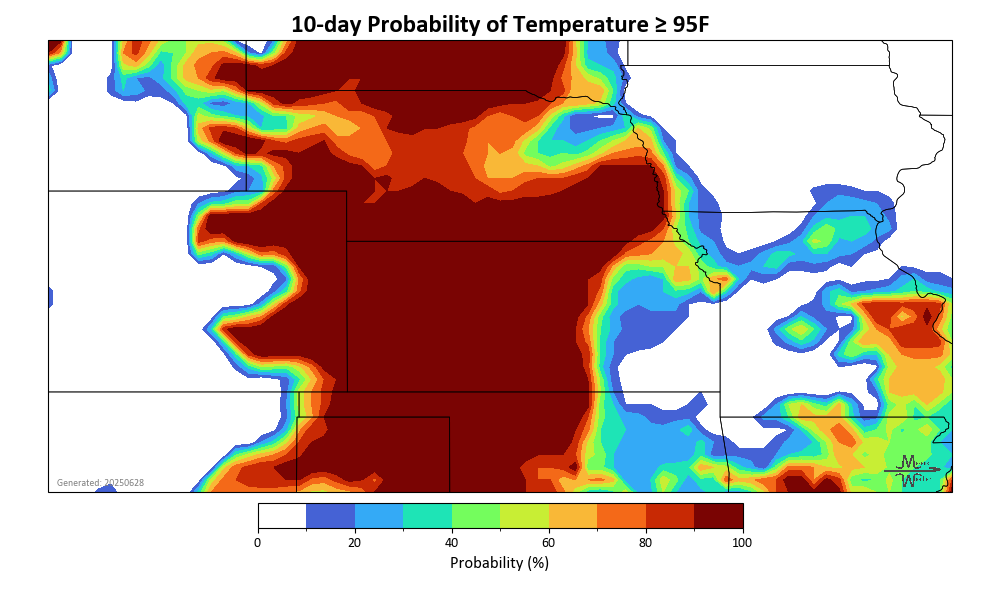 10-day Probability of Temperature ≥ 95F
Generated: 20250628
0 20 40 60 80 100
Probability (%)